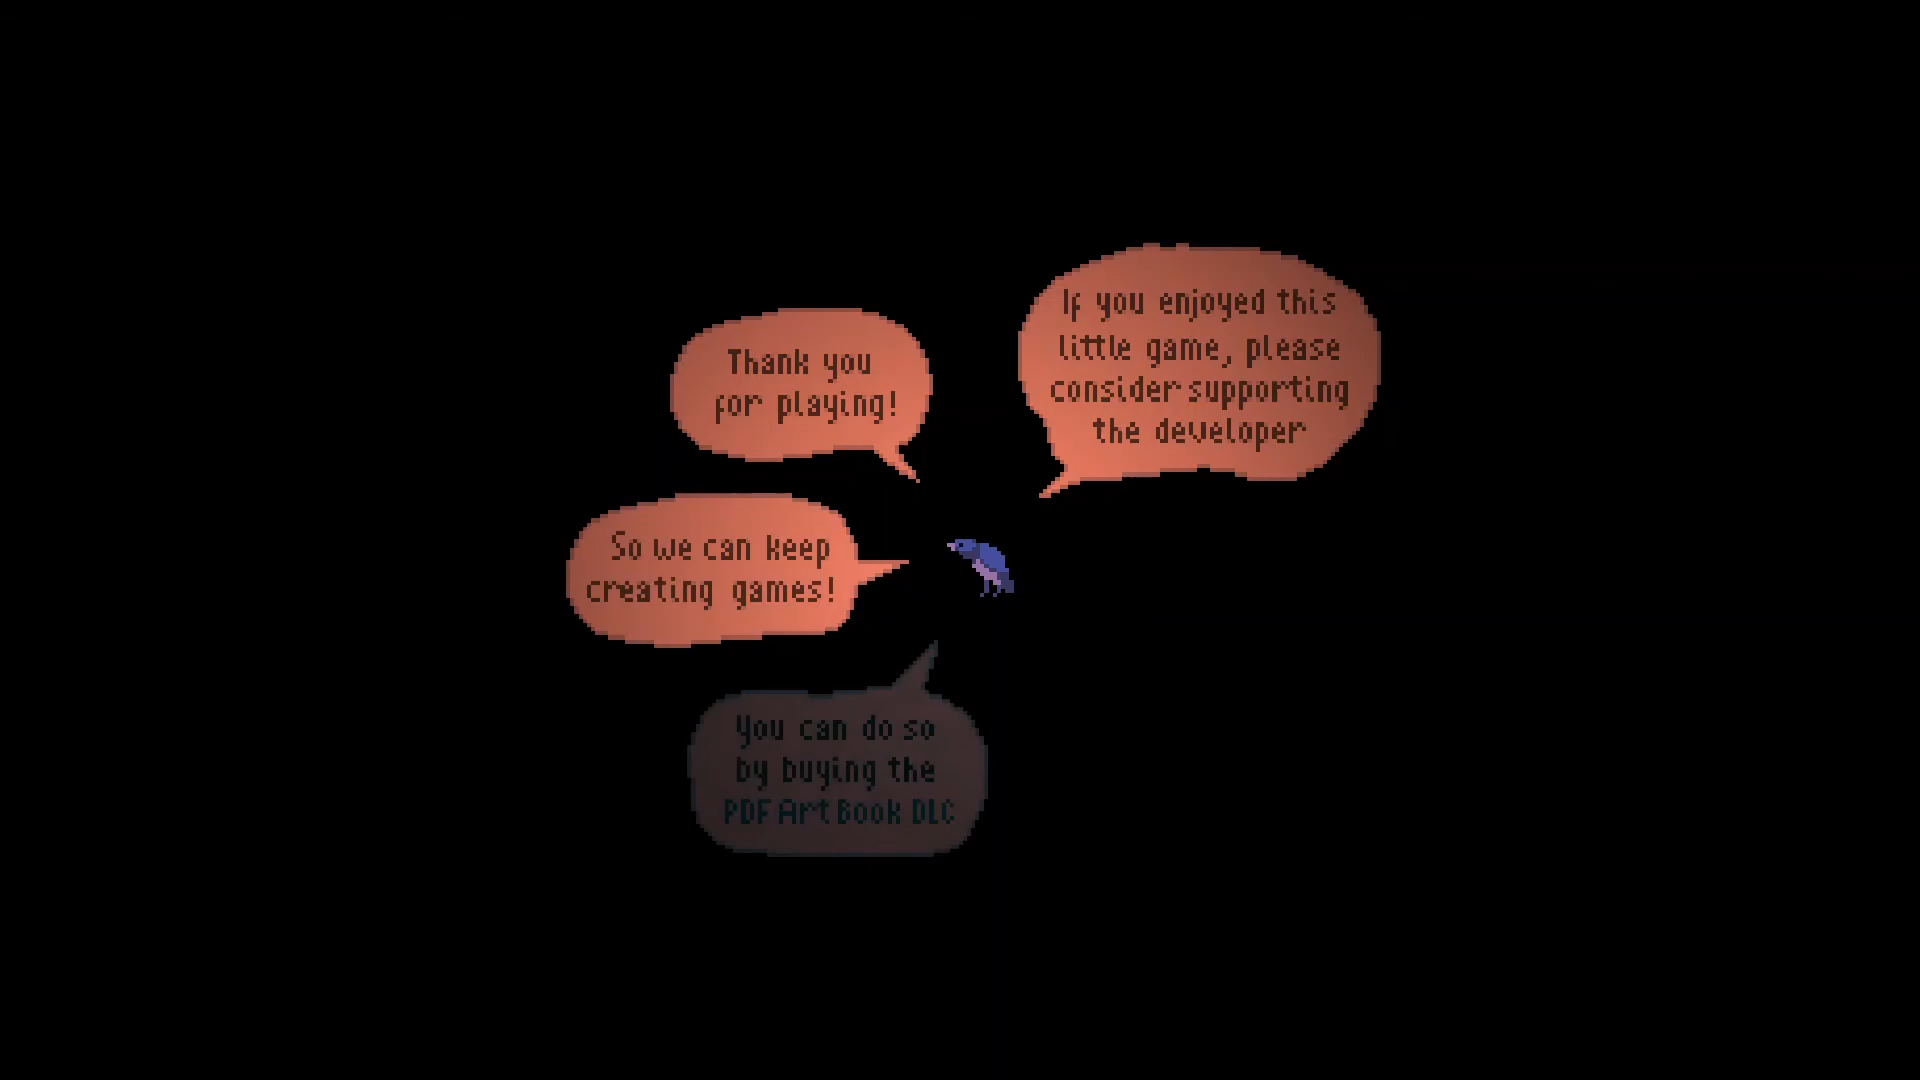 Thank you
for playing!
If you enjoyed this
little game, please
consider supporting
the developer
So we can keep
creating games!
You can do so
by buying the
PDF Art Book DLC